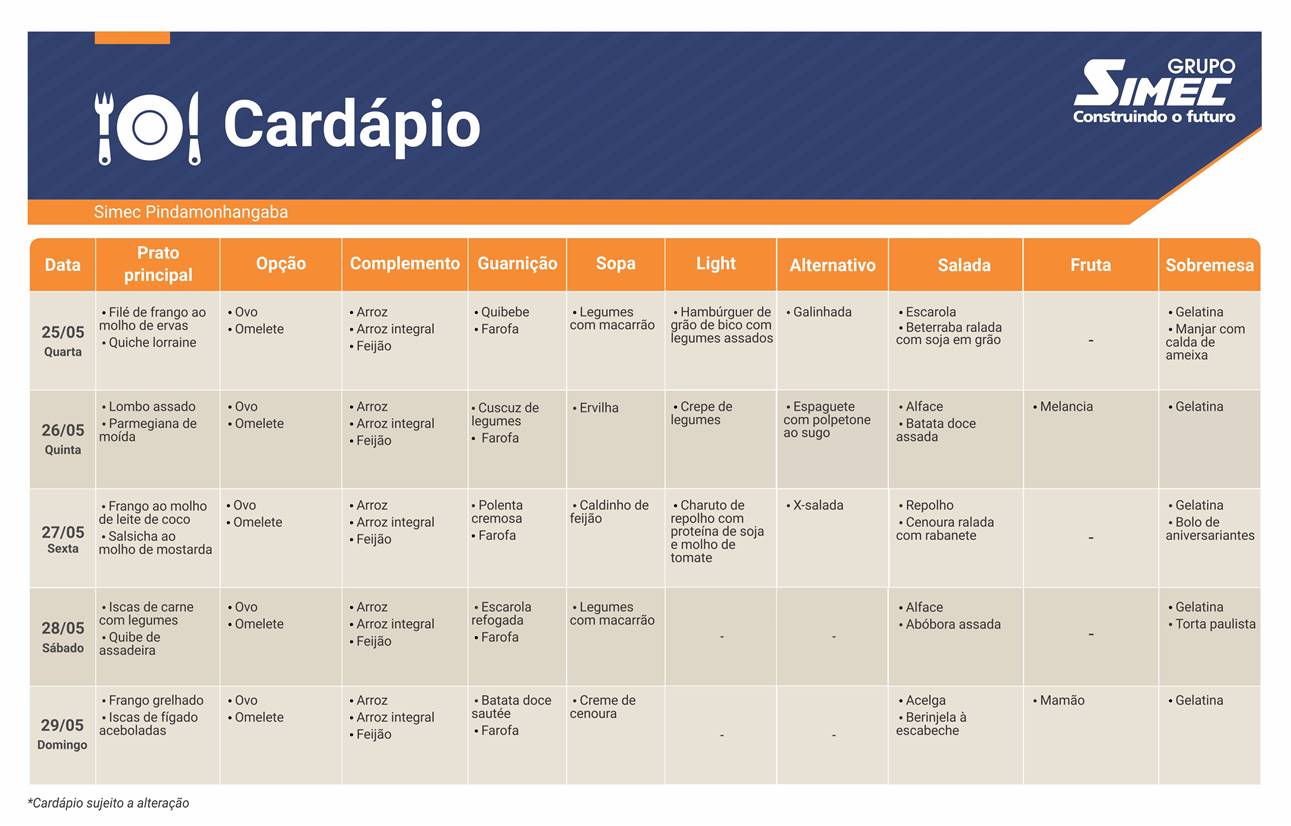 GRUPO
SIMEC
Construindo o futuro
Cardápio
Simec Pindamonhangaba
Data
Prato
principal
Opção
Complemento
Guarnição
Sopa
Light
Alternativo
Salada
Fruta
Sobremesa
25/05
Quarta
• Filé de frango ao
molho de ervas
• Quiche lorraine
• Ovo
• Omelete
• Arroz
• Arroz integral
• Feijão
• Quibebe
• Farofa
• Legumes
com macarrão
• Hambúrguer de
grão de bico com
legumes assados
• Galinhada
• Escarola
• Beterraba ralada
com soja em grão
-
• Gelatina
• Manjar com
calda de
ameixa
26/05
Quinta
• Lombo assado
• Parmegiana de
moída
• Ovo
• Omelete
• Arroz
• Arroz integral
• Feijão
• Cuscuz de
legumes
• Farofa
• Ervilha
• Crepe de
legumes
• Espaguete
com polpetone
ao sugo
• Alface
• Batata doce
assada
• Melancia
• Gelatina
27/05
Sexta
• Frango ao molho
de leite de coco
• Salsicha ao
molho de mostarda
• Ovo
• Omelete
• Arroz
• Arroz integral
• Feijão
• Polenta
cremosa
• Farofa
• Caldinho de
feijão
• Charuto de
repolho com
proteína de soja
e molho de
tomate
• X-salada
• Repolho
• Cenoura ralada
com rabanete
-
• Gelatina
• Bolo de
aniversariantes
28/05
Sábado
• Iscas de carne
com legumes
• Quibe de
assadeira
• Ovo
• Omelete
• Arroz
• Arroz integral
• Feijão
• Escarola
refogada
• Farofa
• Legumes
com macarrão
-
-
• Alface
• Abóbora assada
-
• Gelatina
• Torta paulista
29/05
Domingo
• Frango grelhado
• Iscas de fígado
aceboladas
• Ovo
• Omelete
• Arroz
• Arroz integral
• Feijão
• Batata doce
sautée
• Farofa
• Creme de
cenoura
-
-
• Acelga
• Berinjela à
escabeche
• Mamão
• Gelatina
*Cardápio sujeito a alteração